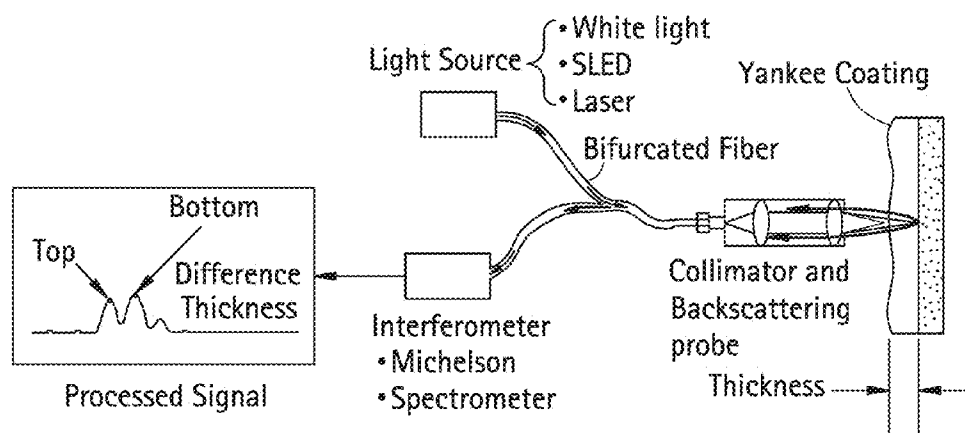 Light Source
• White light
• SLED
• Laser
Yankee Coating
Bifurcated Fiber
Bottom
Top
Difference
Thickness
Processed Signal
Interferometer
• Michelson
• Spectrometer
Collimator and
Backscattering
probe
Thickness